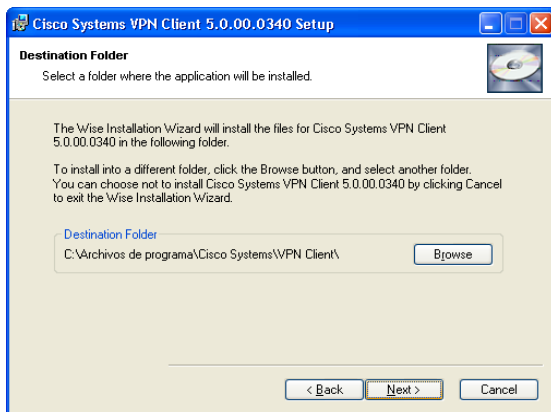 Cisco Systems VPN Client 5.0.00.0340 Setup
Destination Folder
Select a folder where the application will be installed.
The Wise Installation Wizard will install the files for Cisco Systems VPN Client
5.0.00.0340 in the following folder.
To install into a different folder, click the Browse button, and select another folder.
You can choose not to install Cisco Systems VPN Client 5.0.00.0340 by clicking Cancel
to exit the Wise Installation Wizard.
Destination Folder
C:\Archivos de programa\Cisco Systems\VPN Client\
Browse
< Back
Next >
Cancel